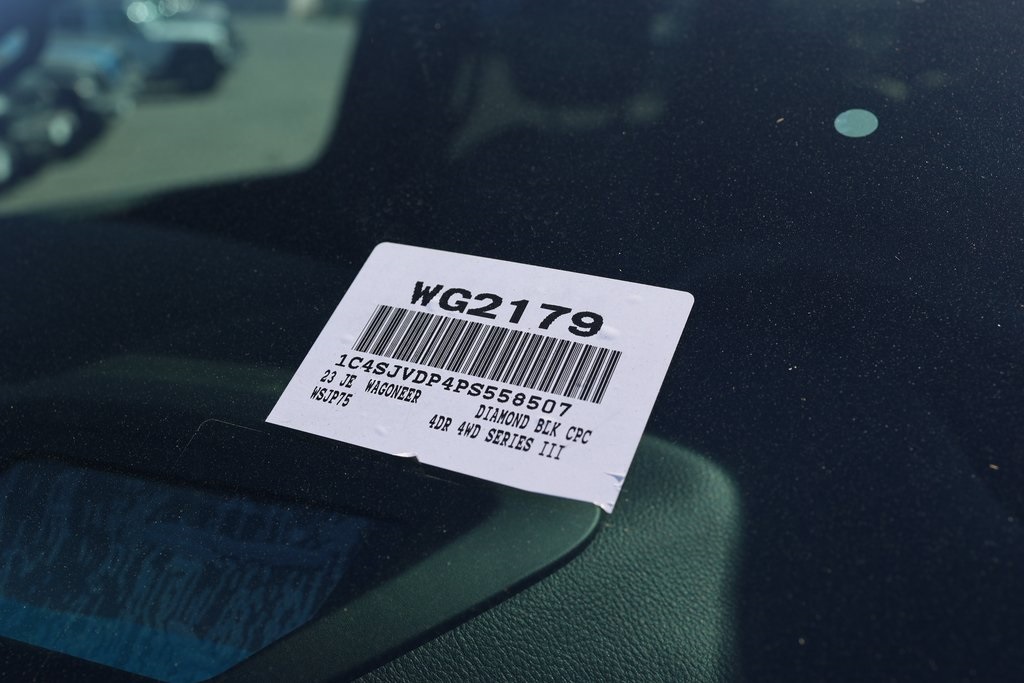 WG2179
1C4SJVDP4PS558507
23 JE WAGONEER DIAMOND BLK CPC
WSJP75 4DR 4WD SERIES III